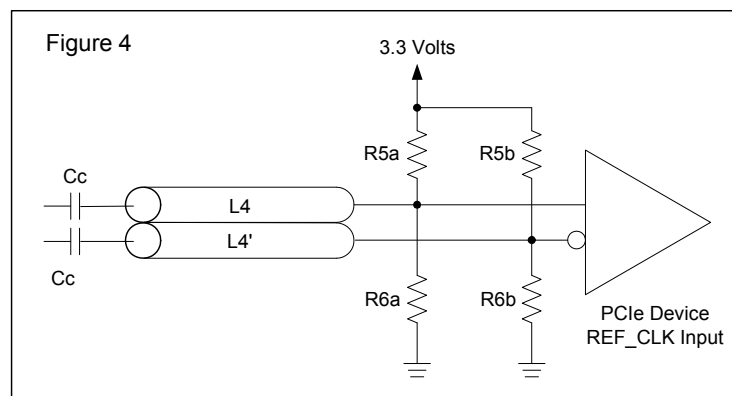 Figure 4
3.3 Volts
R5a
R5b
Cc
L4
L4'
Cc
R6a
R6b
PCIe Device
REF_CLK Input